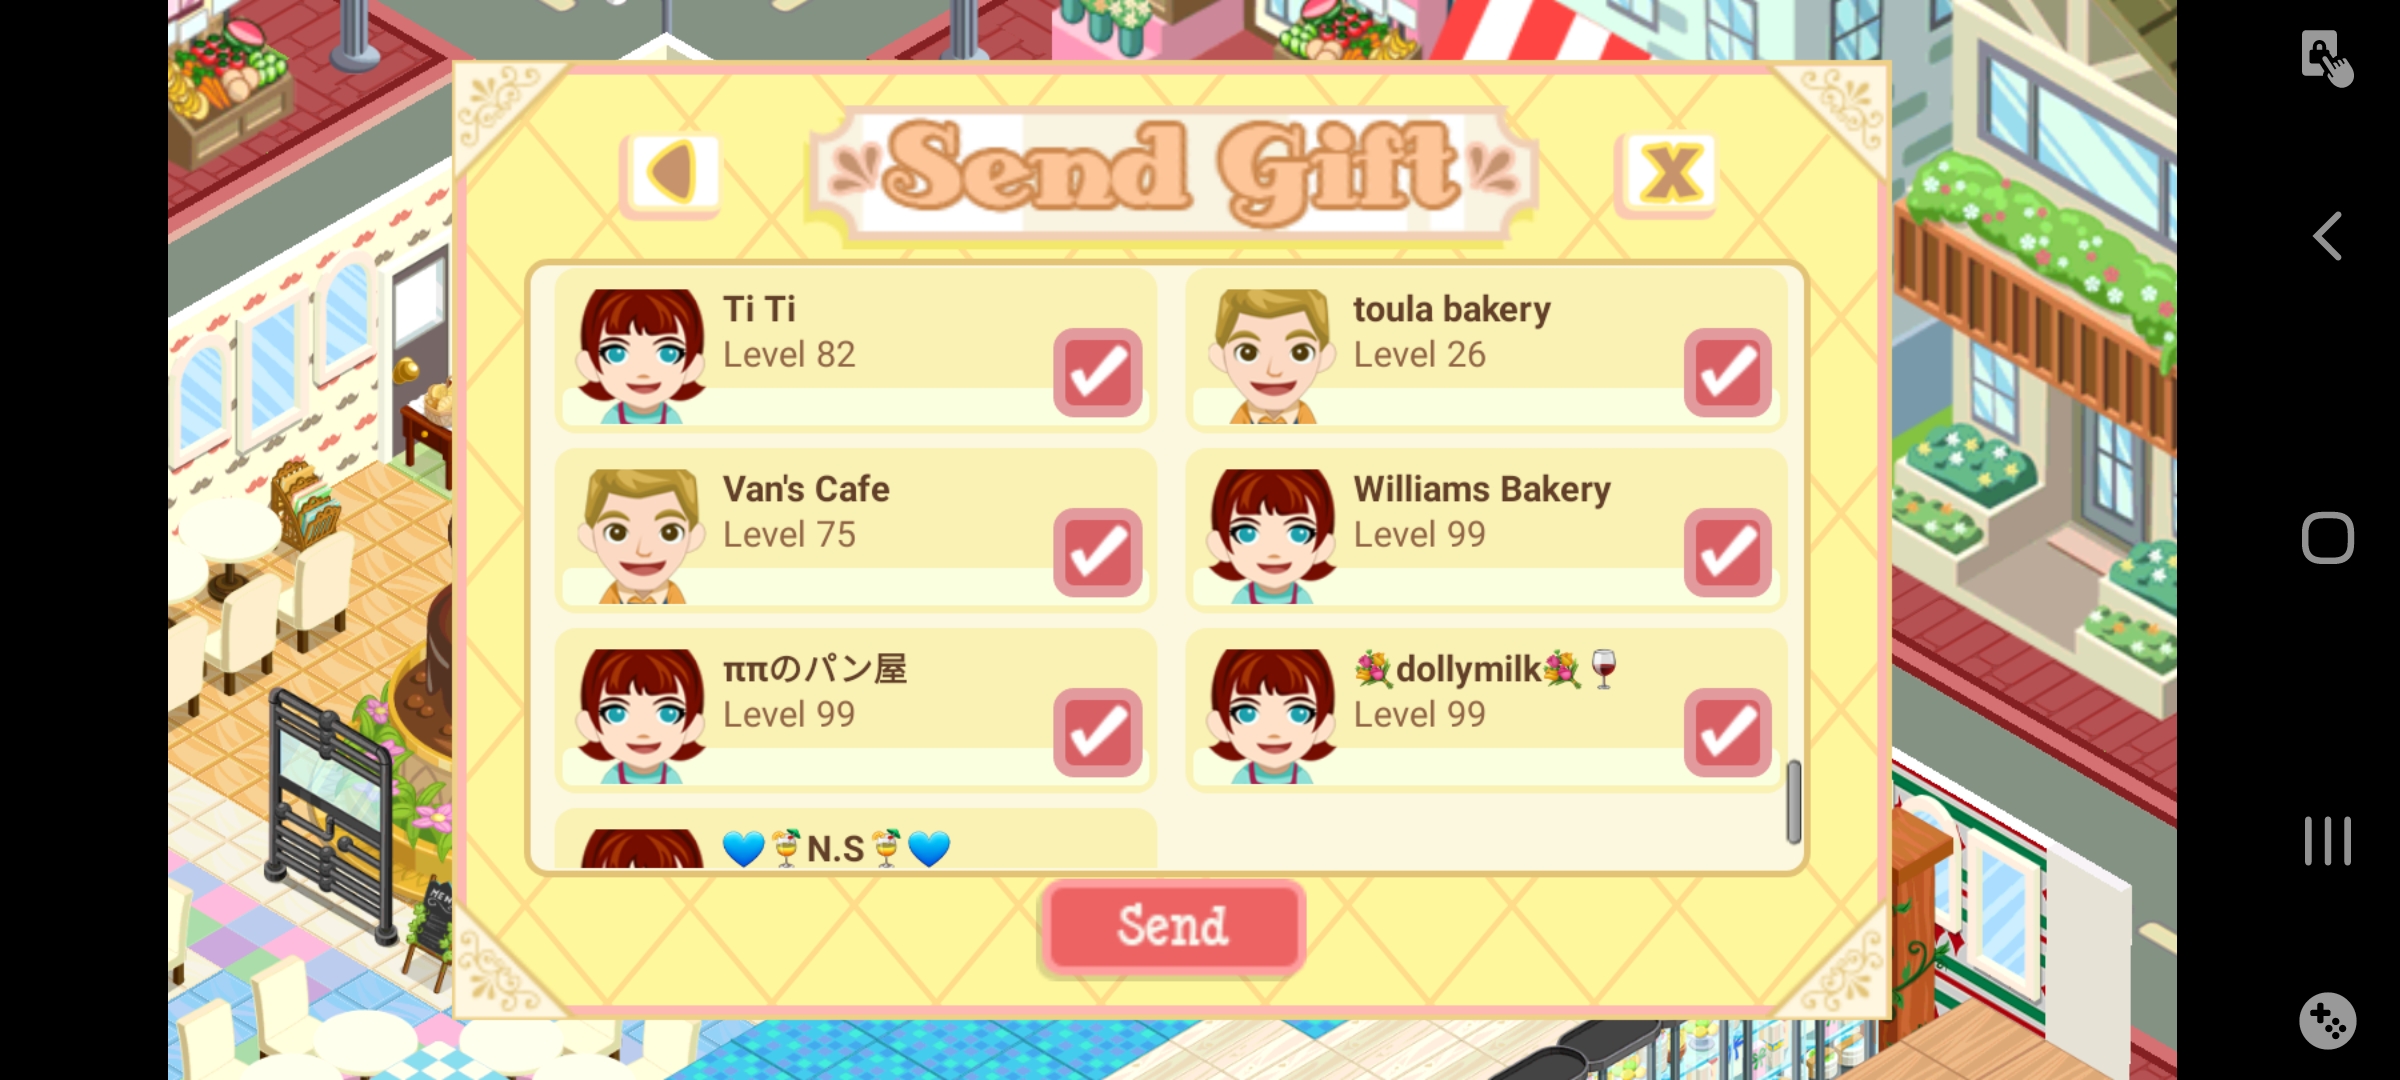 Send Gift
Ti Ti
Level 82
toula bakery
Level 26
Van's Cafe
Level 75
Williams Bakery
Level 99
ππのパン屋
Level 99
💐dollymilk💐🍷
Level 99
💙🍹N.S🍹💙
Send
MENU